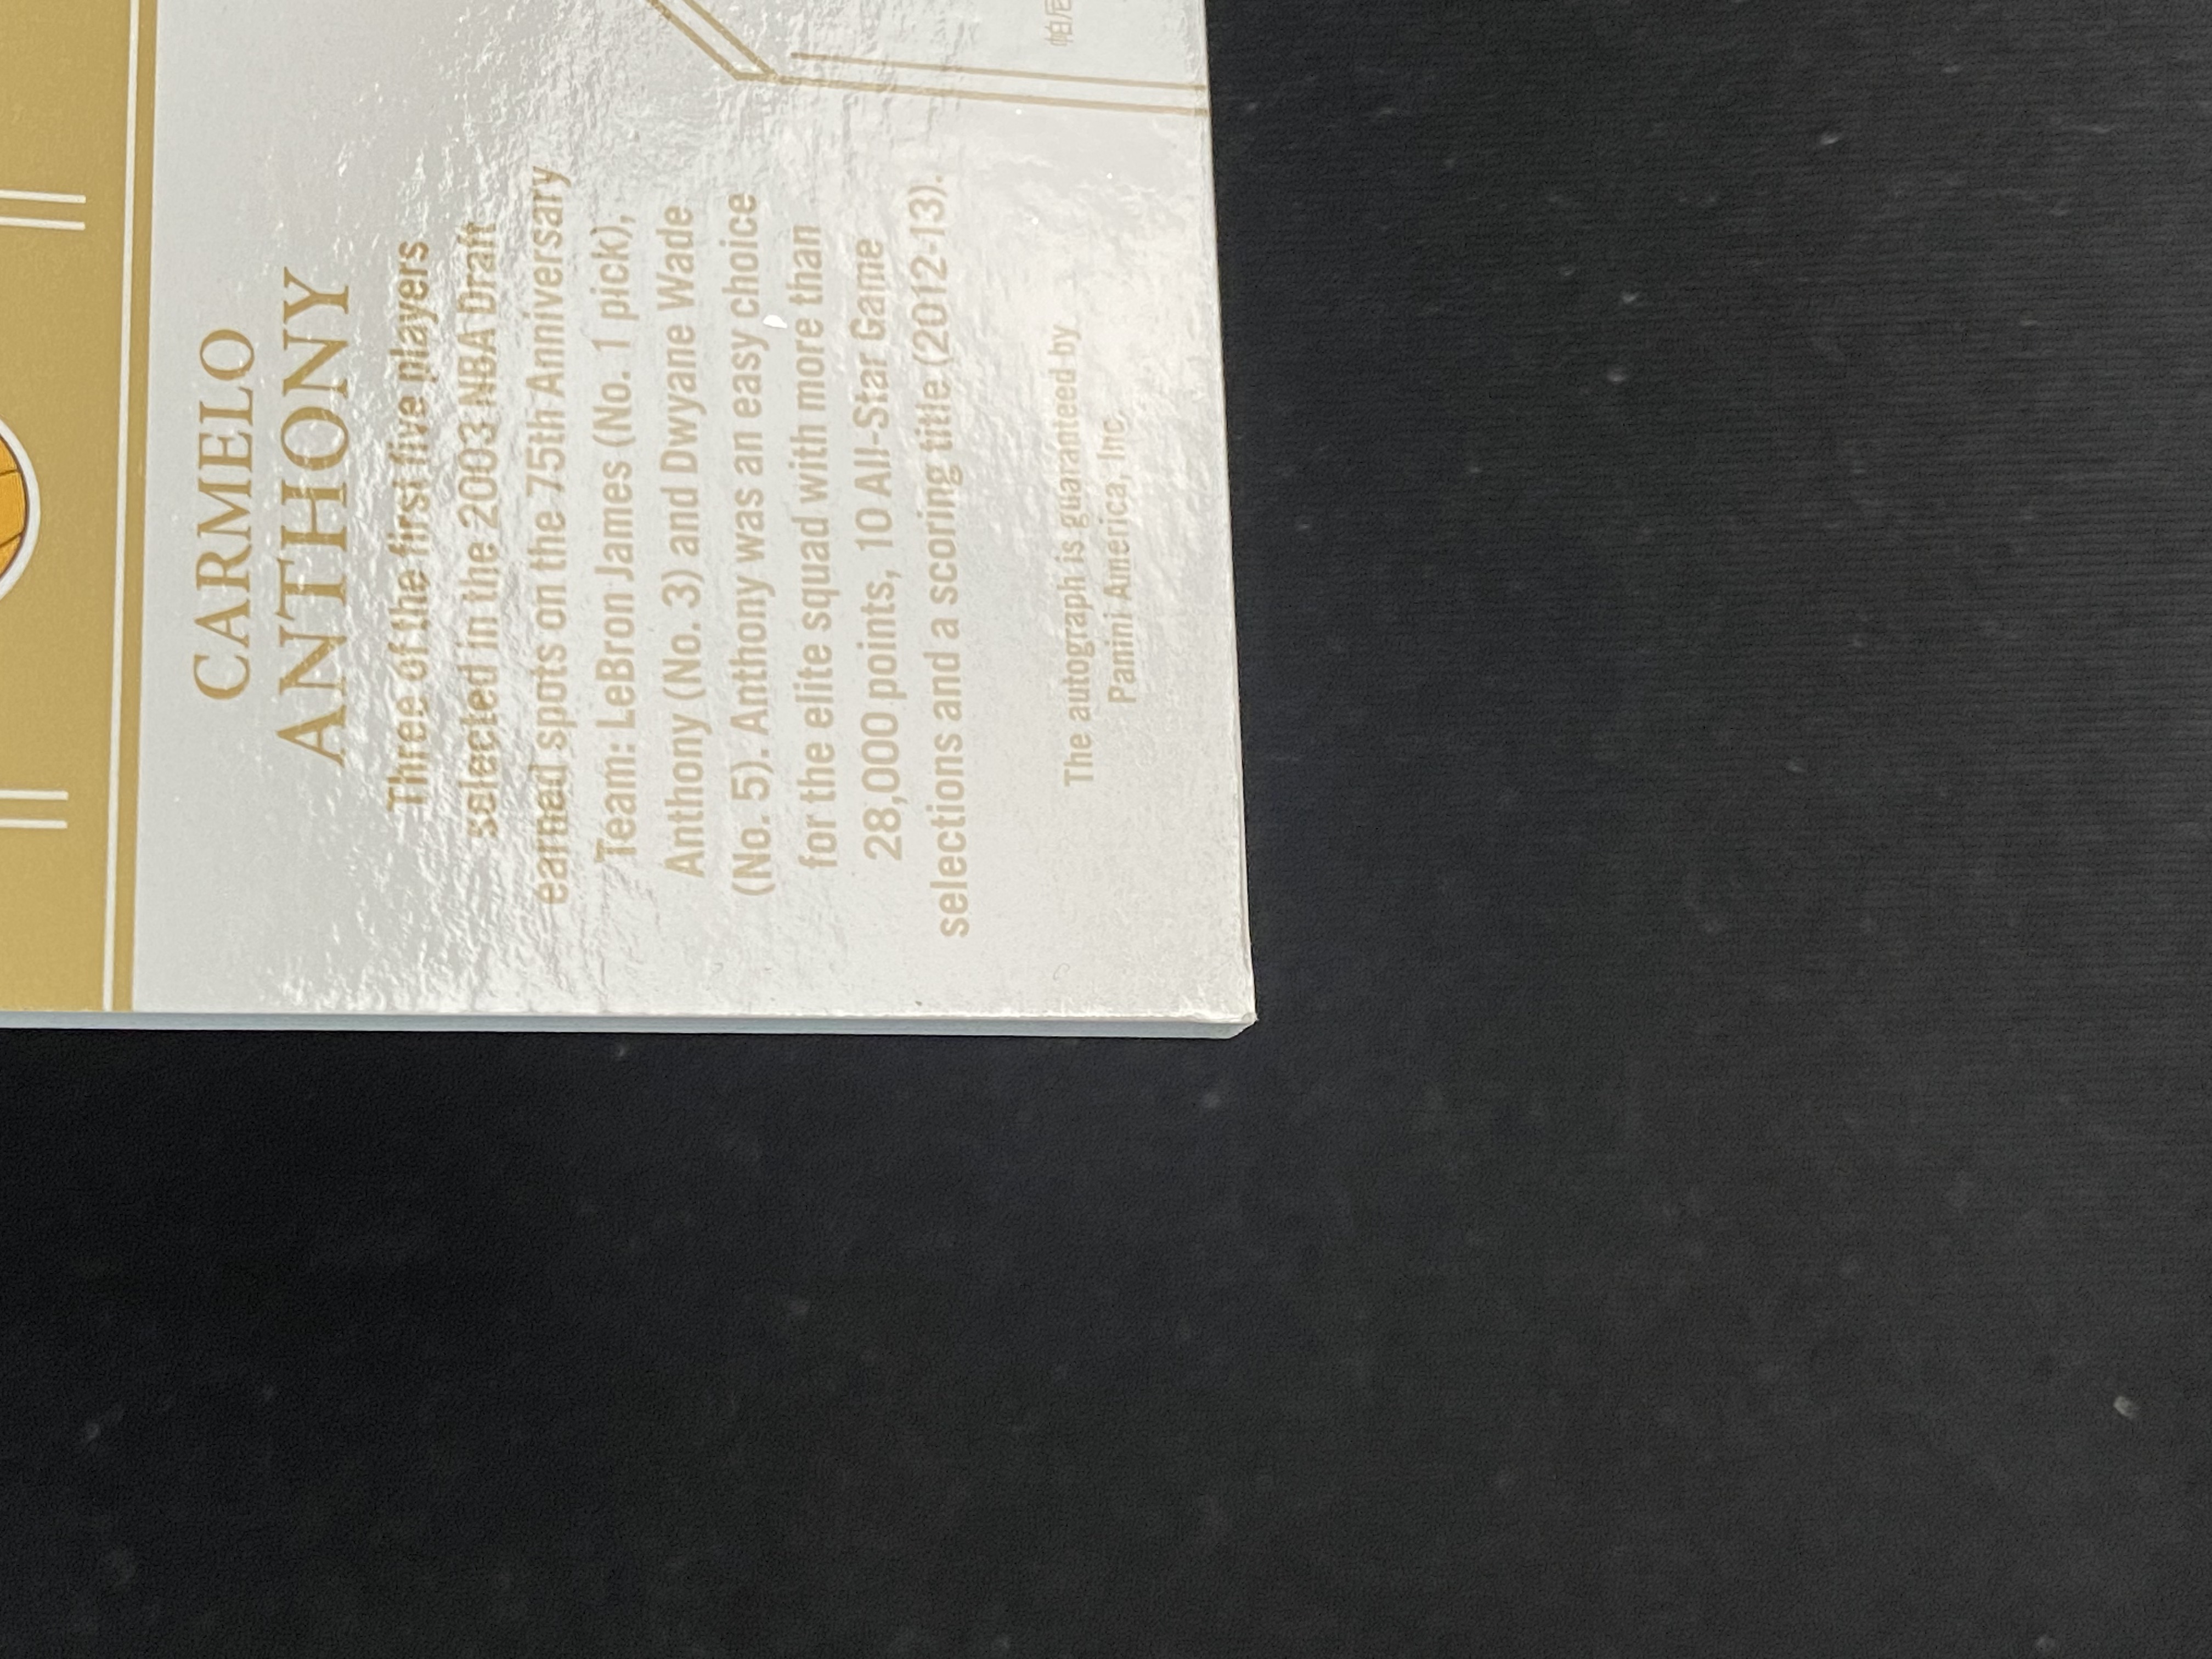 CARMELO
ANTHONY
Three of the first five players
selected in the 2003 NBA Draft
earned spots on the 75th Anniversary
Team: LeBron James (No. 1 pick),
Anthony (No. 3) and Dwyane Wade
(No. 5). Anthony was an easy choice
for the elite squad with more than
28,000 points, 10 All-Star Game
selections and a scoring title (2012-13).
The autograph is guaranteed by
Panini America, Inc.
帕尼